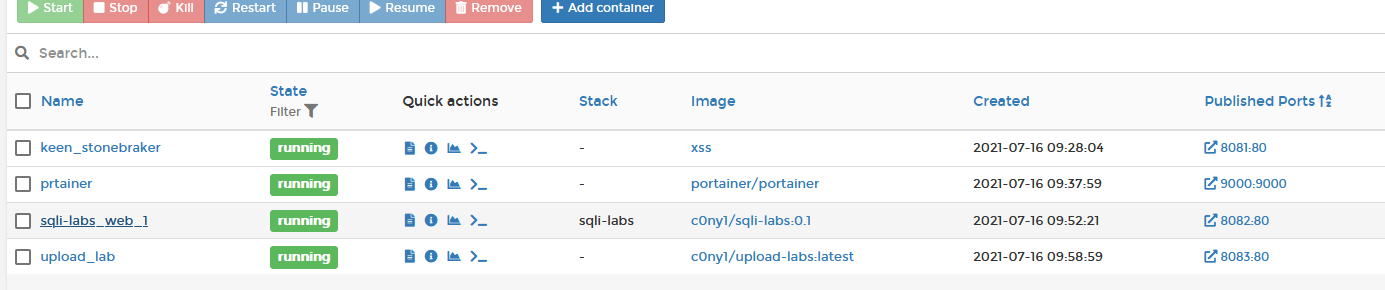 Start Stop Kill Restart Pause Resume Remove Add container
Search...
Name State Filter Quick actions Stack Image Created Published Ports
keen_stonebraker running - xss 2021-07-16 09:28:04 8081:80
prtainer running - portainer/portainer 2021-07-16 09:37:59 9000:9000
sqli-labs_web_1 running sqli-labs c0ny1/sqli-labs:0.1 2021-07-16 09:52:21 8082:80
upload_lab running - c0ny1/upload-labs:latest 2021-07-16 09:58:59 8083:80